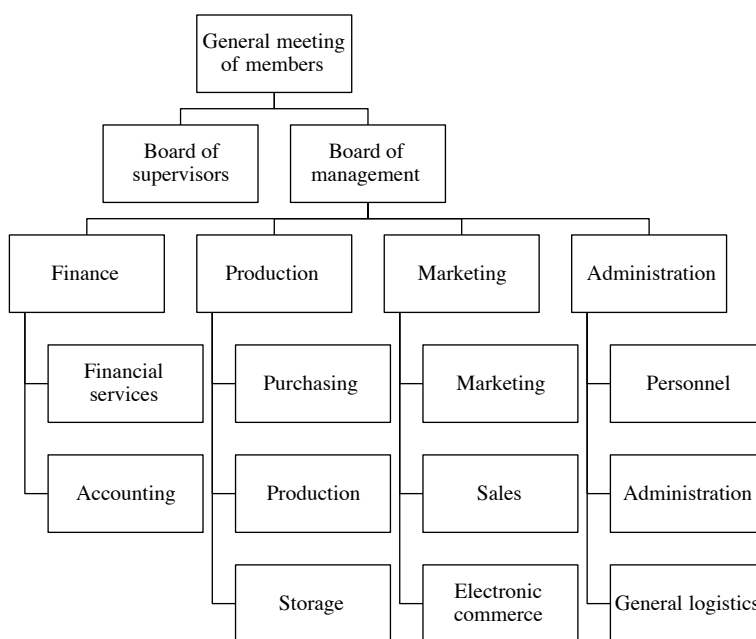 General meeting
of members
Board of
supervisors
Board of
management
Finance
Production
Marketing
Administration
Financial
services
Purchasing
Marketing
Personnel
Accounting
Production
Sales
Administration
Storage
Electronic
commerce
General logistics